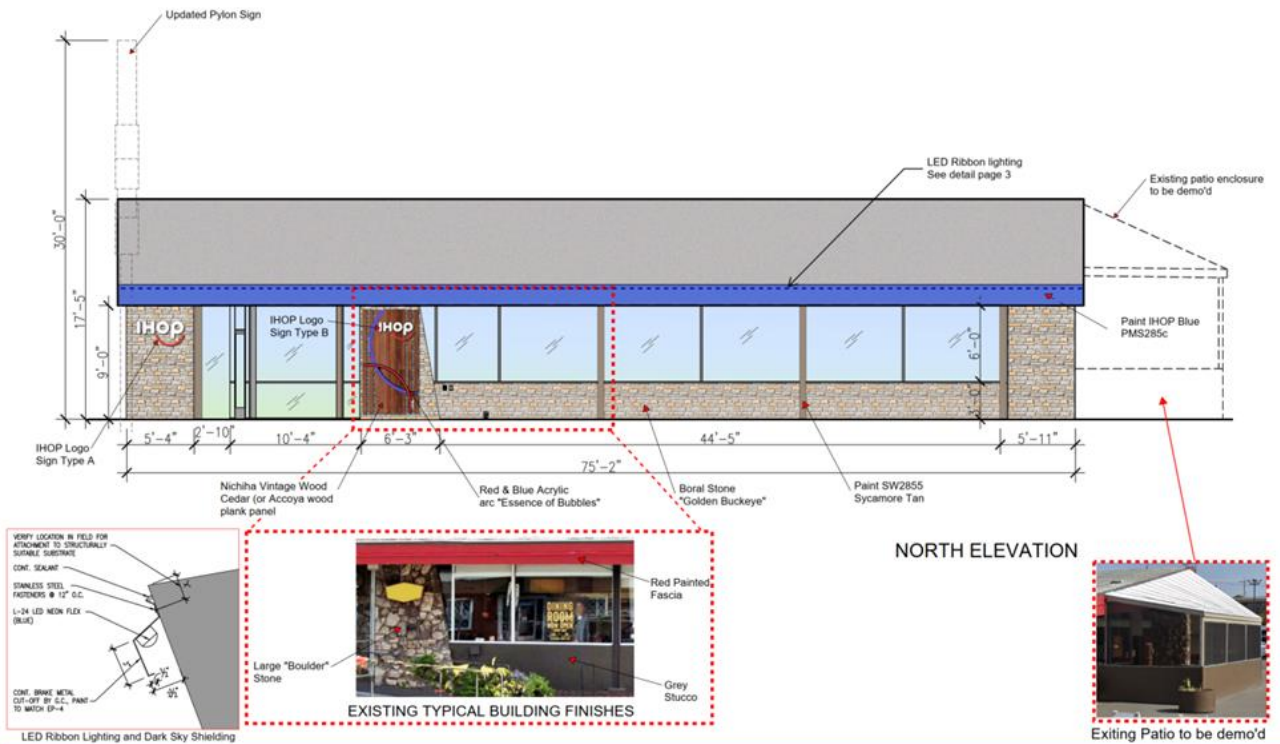 Updated Pylon Sign
LED Ribbon lighting
See detail page 3
Existing patio enclosure
to be demo'd
30'-0"
17'-5"
9'-0"
IHOP
IHOP Logo
Sign Type B
IHOP
6'-0"
Paint IHOP Blue
PMS285c
IHOP Logo
Sign Type A
5'-4"
2'-10"
10'-4"
6'-3"
44'-5"
5'-11"
75'-2"
Nichiha Vintage Wood
Cedar (or Accoya wood
plank panel
Red & Blue Acrylic
arc "Essence of Bubbles"
Boral Stone
"Golden Buckeye"
Paint SW2855
Sycamore Tan
NORTH ELEVATION
VERIFY LOCATION IN FIELD FOR
ATTACHMENT TO STRUCTURALLY
SUITABLE SUBSTRATE
CONT. SEALANT
STAINLESS STEEL
FASTENERS @ 12" O.C.
L-24 LED NEON FLEX
(BLUE)
CONT. BRAKE METAL
CUT-OFF BY G.C., PAINT
TO MATCH EP-4
LED Ribbon Lighting and Dark Sky Shielding
Red Painted
Fascia
DINING
ROOM
NOW OPEN
Large "Boulder"
Stone
Grey
Stucco
EXISTING TYPICAL BUILDING FINISHES
Exiting Patio to be demo'd